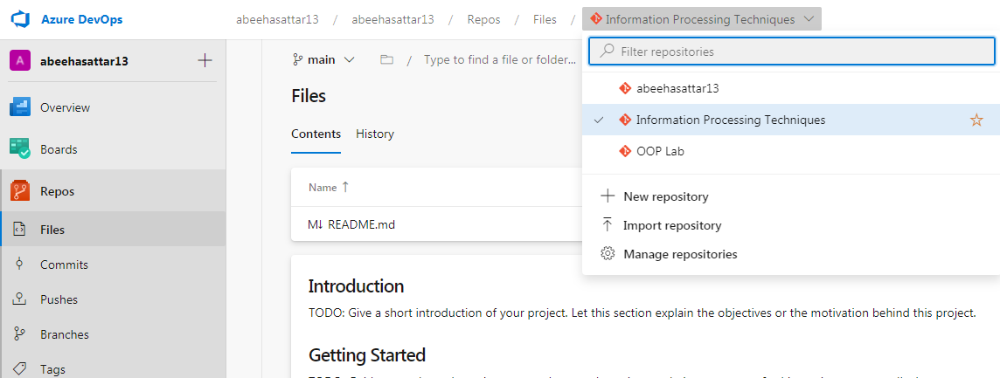 Azure DevOps
abeehasattar13 / abeehasattar13 / Repos / Files / Information Processing Techniques
A abeehasattar13 +
Overview
Boards
Repos
Files
Commits
Pushes
Branches
Tags
main / Type to find a file or folder...
Files
Contents History
Name ↑
M↓ README.md
Introduction
TODO: Give a short introduction of your project. Let this section explain the objectives or the motivation behind this project.
Getting Started
Filter repositories
abeehasattar13
Information Processing Techniques
OOP Lab
New repository
Import repository
Manage repositories